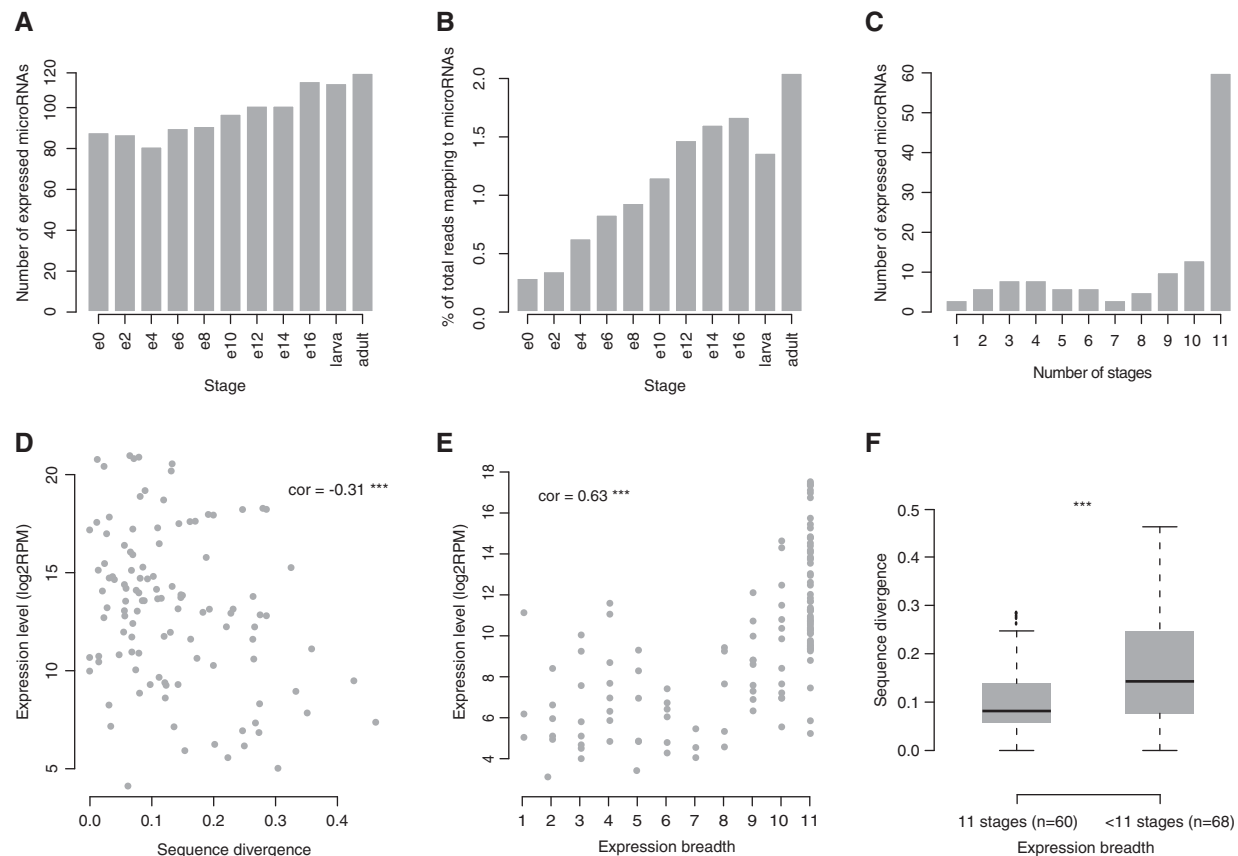 A
Number of expressed microRNAs
0
20
40
60
80
100
120
e0
e2
e4
e6
e8
e10
e12
e14
e16
larva
adult
Stage
B
% of total reads mapping to microRNAs
0.0
0.5
1.0
1.5
2.0
e0
e2
e4
e6
e8
e10
e12
e14
e16
larva
adult
Stage
C
Number of expressed microRNAs
0
10
20
30
40
50
60
1 2 3 4 5 6 7 8 9 10 11
Number of stages
D
Expression level (log2RPM)
5
10
15
20
cor = -0.31 ***
0.0 0.1 0.2 0.3 0.4
Sequence divergence
E
Expression level (log2RPM)
4
6
8
10
12
14
16
18
cor = 0.63 ***
1 2 3 4 5 6 7 8 9 10 11
Expression breadth
F
Sequence divergence
0.0
0.1
0.2
0.3
0.4
0.5
***
11 stages (n=60) <11 stages (n=68)
Expression breadth